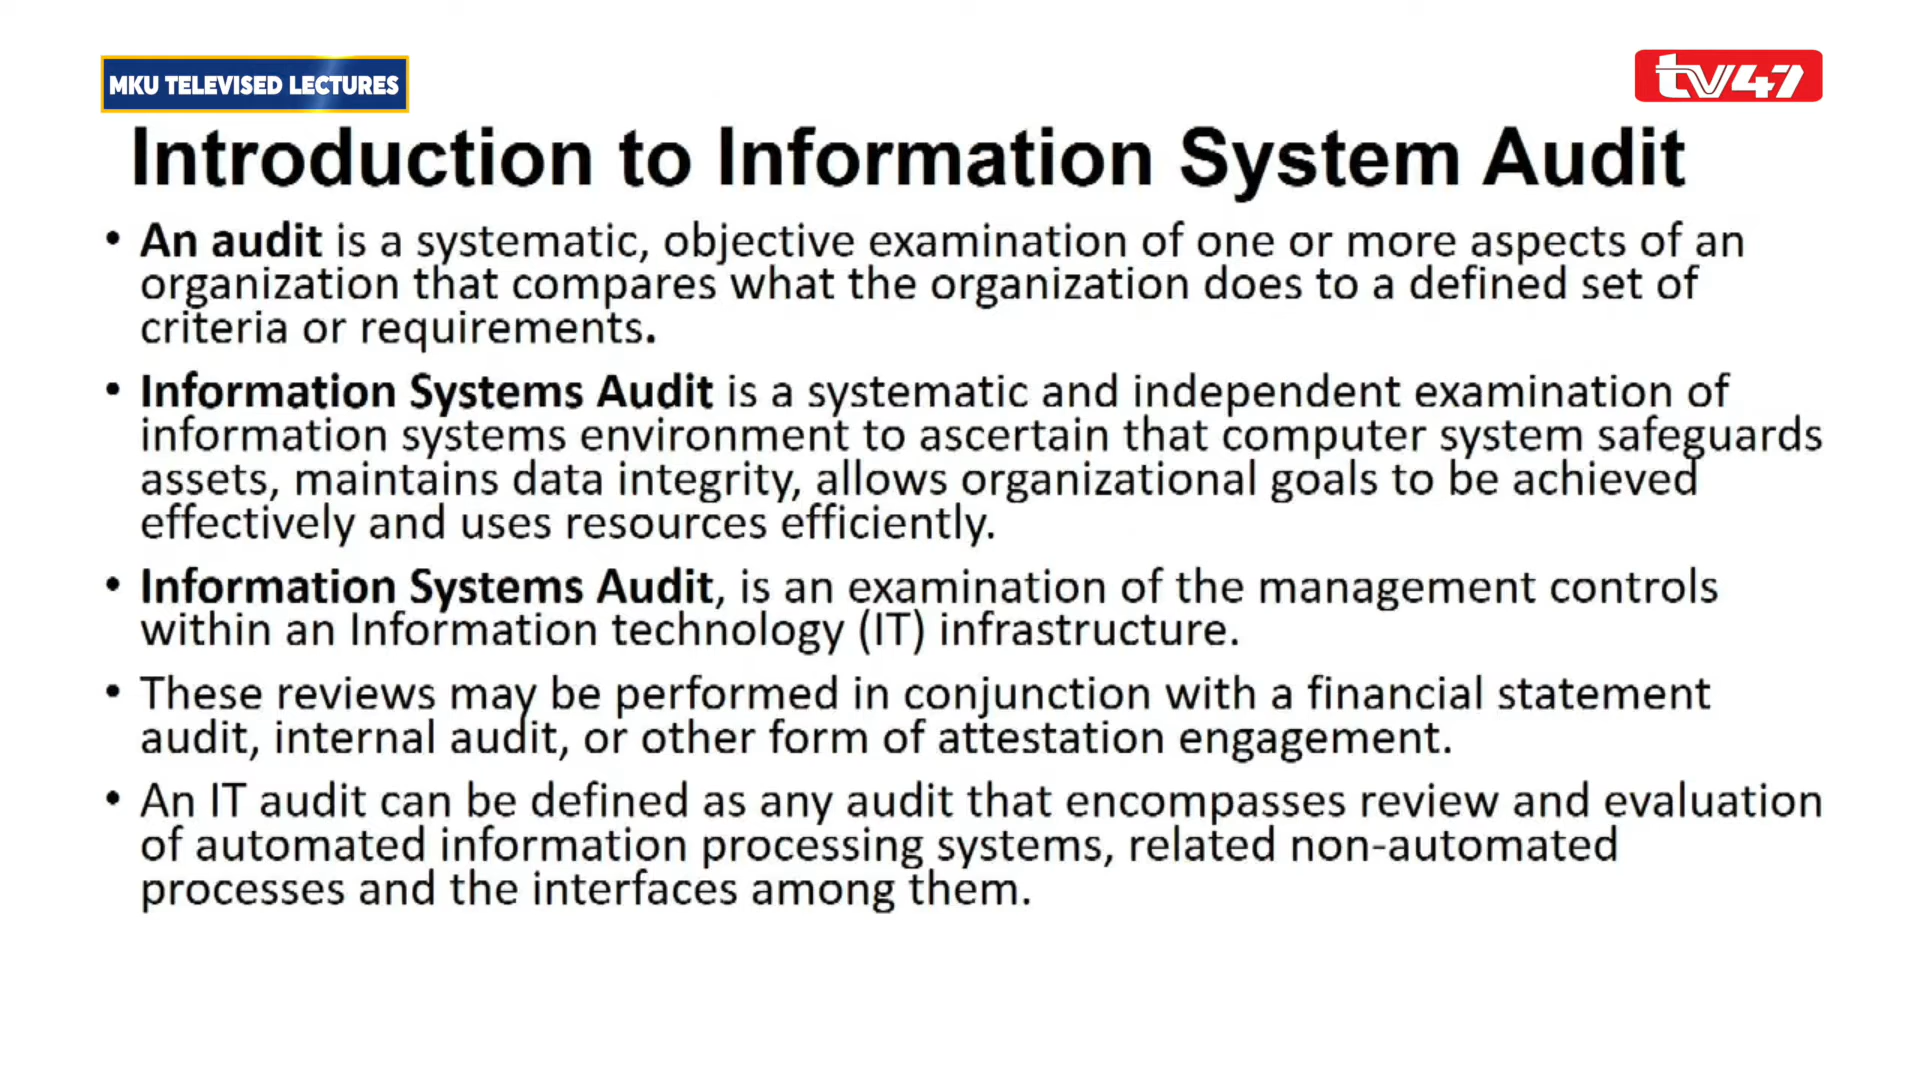 MKU TELEVISED LECTURES
tv47
Introduction to Information System Audit
• An audit is a systematic, objective examination of one or more aspects of an
organization that compares what the organization does to a defined set of
criteria or requirements.
• Information Systems Audit is a systematic and independent examination of
information systems environment to ascertain that computer system safeguards
assets, maintains data integrity, allows organizational goals to be achieved
effectively and uses resources efficiently.
• Information Systems Audit, is an examination of the management controls
within an Information technology (IT) infrastructure.
• These reviews may be performed in conjunction with a financial statement
audit, internal audit, or other form of attestation engagement.
• An IT audit can be defined as any audit that encompasses review and evaluation
of automated information processing systems, related non-automated
processes and the interfaces among them.